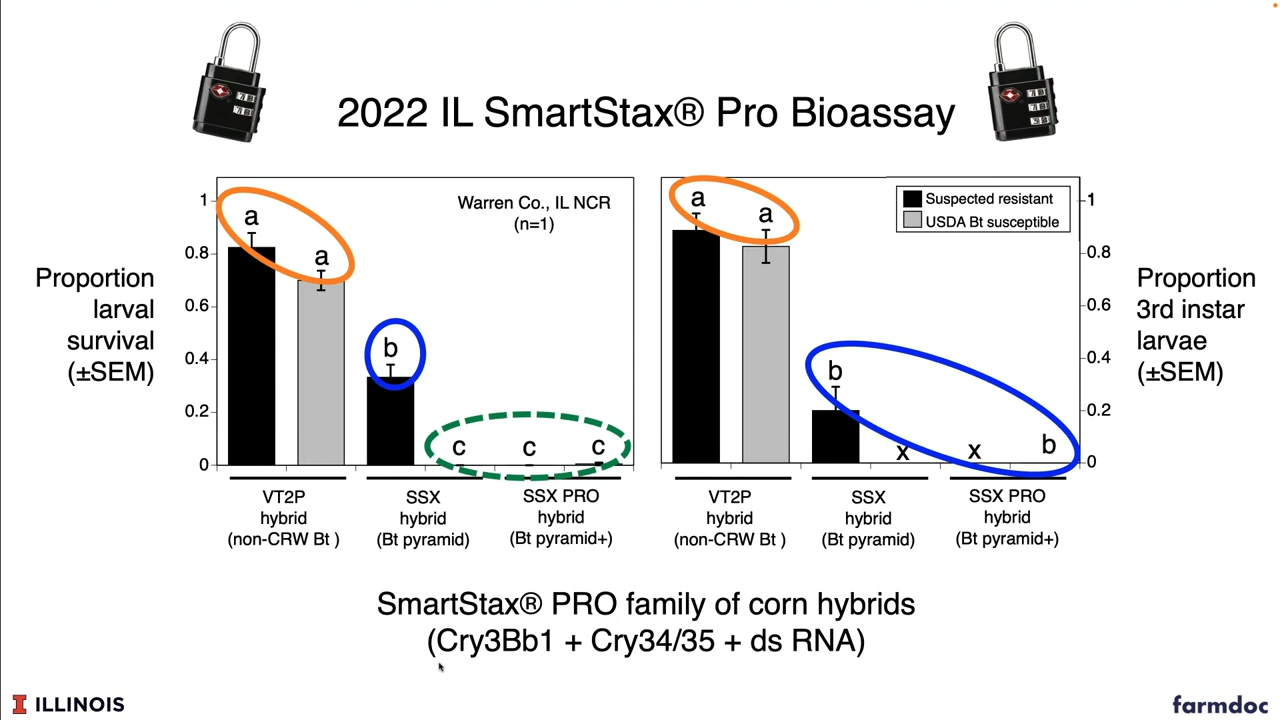 2022 IL SmartStax® Pro Bioassay
Proportion
larval
survival
(±SEM)
1
0.8
0.6
0.4
0.2
0
Warren Co., IL NCR
(n=1)
a
a
b
c
c
c
VT2P
hybrid
(non-CRW Bt )
SSX
hybrid
(Bt pyramid)
SSX PRO
hybrid
(Bt pyramid+)
Suspected resistant
USDA Bt susceptible
a
a
b
x
x
b
1
0.8
0.6
0.4
0.2
0
VT2P
hybrid
(non-CRW Bt )
SSX
hybrid
(Bt pyramid)
SSX PRO
hybrid
(Bt pyramid+)
Proportion
3rd instar
larvae
(±SEM)
SmartStax® PRO family of corn hybrids
(Cry3Bb1 + Cry34/35 + ds RNA)
I ILLINOIS
farmdoc